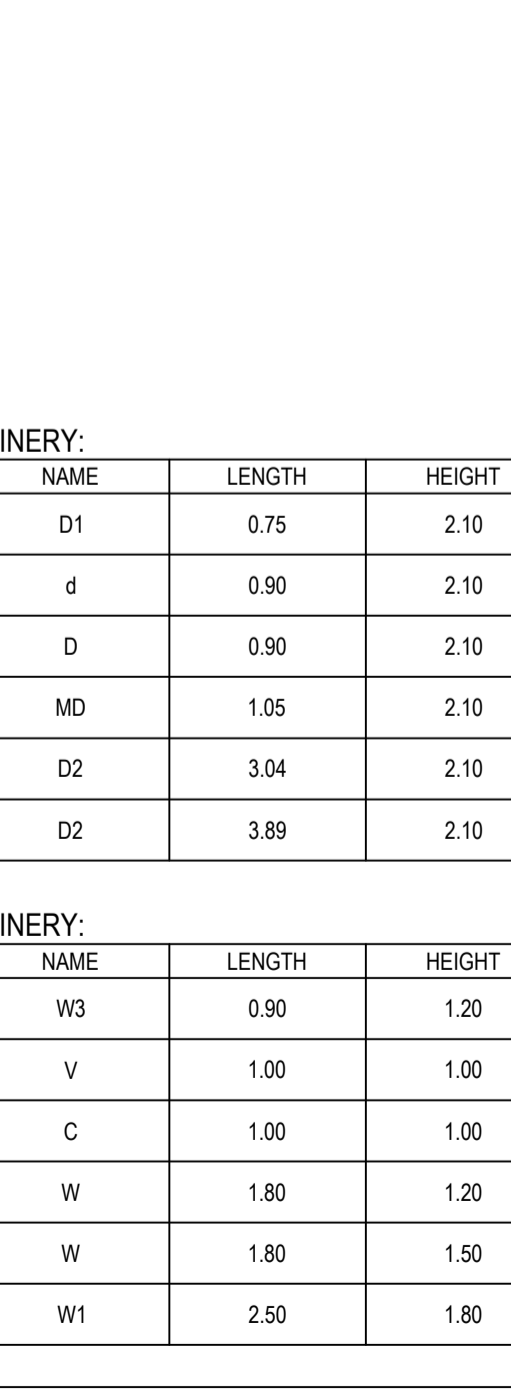 INERY:
NAME LENGTH HEIGHT
D1 0.75 2.10
d 0.90 2.10
D 0.90 2.10
MD 1.05 2.10
D2 3.04 2.10
D2 3.89 2.10
INERY:
NAME LENGTH HEIGHT
W3 0.90 1.20
V 1.00 1.00
C 1.00 1.00
W 1.80 1.20
W 1.80 1.50
W1 2.50 1.80